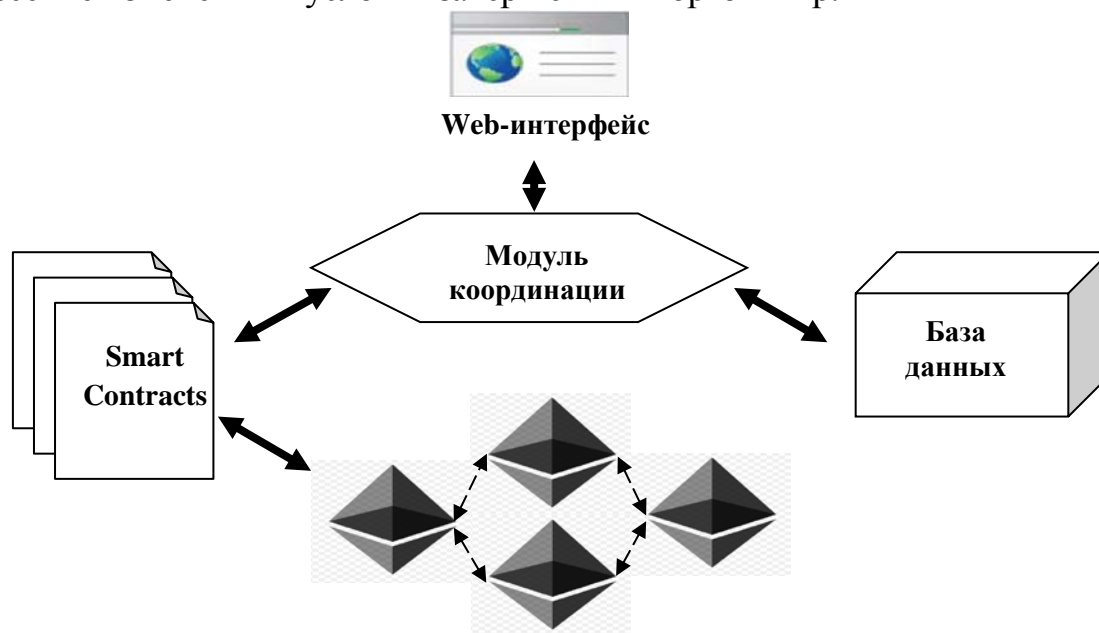 Web-интерфейс
Модуль
координации
Smart
Contracts
База
данных